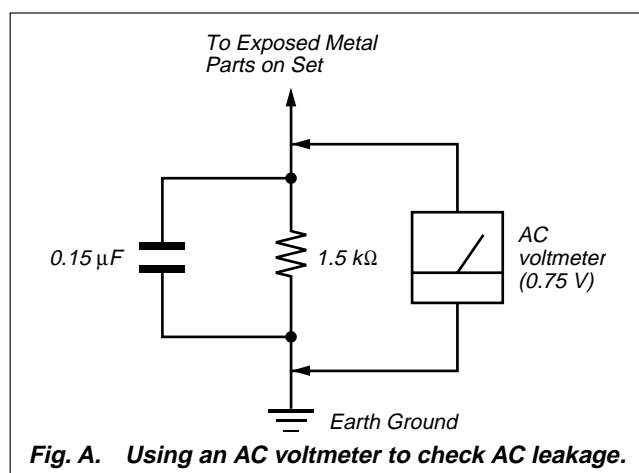 To Exposed Metal
Parts on Set
0.15 μF
1.5 kΩ
AC
voltmeter
(0.75 V)
Earth Ground
Fig. A. Using an AC voltmeter to check AC leakage.